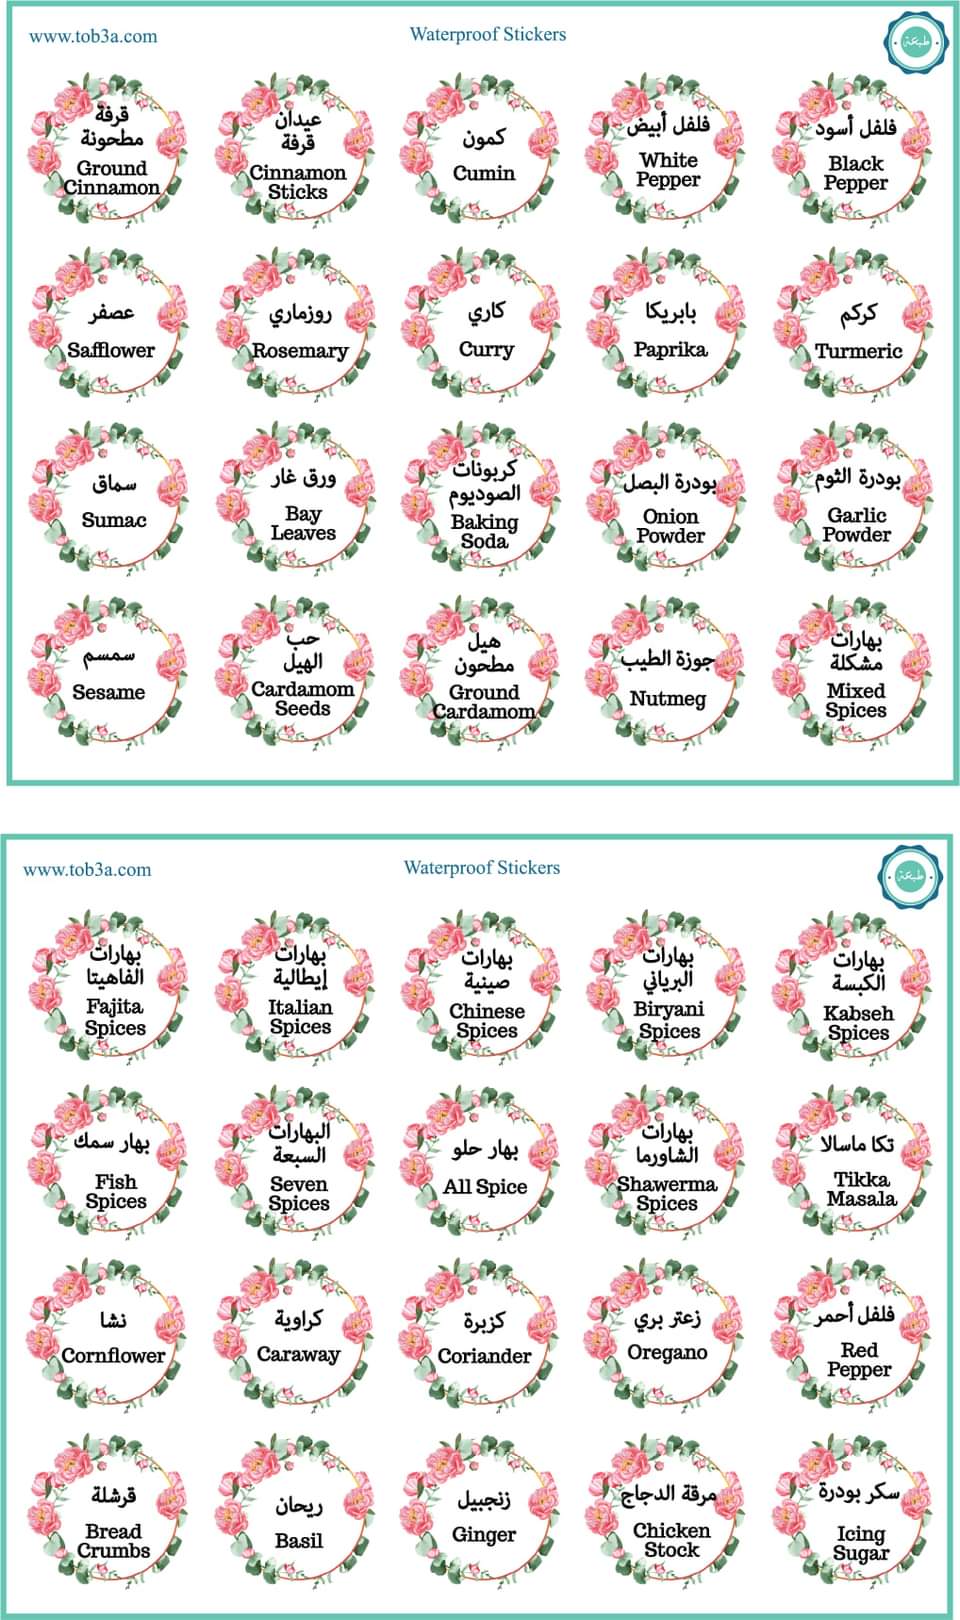 www.tob3a.com
Waterproof Stickers
طبعة
قرفة
مطحونة
Ground
Cinnamon
عيدان
قرفة
Cinnamon
Sticks
كمون
Cumin
فلفل أبيض
White
Pepper
فلفل أسود
Black
Pepper
عصفر
Safflower
روزماري
Rosemary
كاري
Curry
بابريكا
Paprika
كركم
Turmeric
سماق
Sumac
ورق غار
Bay
Leaves
كربونات
الصوديوم
Baking
Soda
بودرة البصل
Onion
Powder
بودرة الثوم
Garlic
Powder
سمسم
Sesame
حب
الهيل
Cardamom
Seeds
هيل
مطحون
Ground
Cardamom
جوزة الطيب
Nutmeg
بهارات
مشكلة
Mixed
Spices
www.tob3a.com
Waterproof Stickers
طبعة
بهارات
الفاهيتا
Fajita
Spices
بهارات
إيطالية
Italian
Spices
بهارات
صينية
Chinese
Spices
بهارات
البرياني
Biryani
Spices
بهارات
الكبسة
Kabseh
Spices
بهار سمك
Fish
Spices
البهارات
السبعة
Seven
Spices
بهار حلو
All Spice
بهارات
الشاورما
Shawerma
Spices
تكا ماسالا
Tikka
Masala
نشا
Cornflower
كراوية
Caraway
كزبرة
Coriander
زعتر بري
Oregano
فلفل أحمر
Red
Pepper
قرشلة
Bread
Crumbs
ريحان
Basil
زنجبيل
Ginger
مرقة الدجاج
Chicken
Stock
سكر بودرة
Icing
Sugar